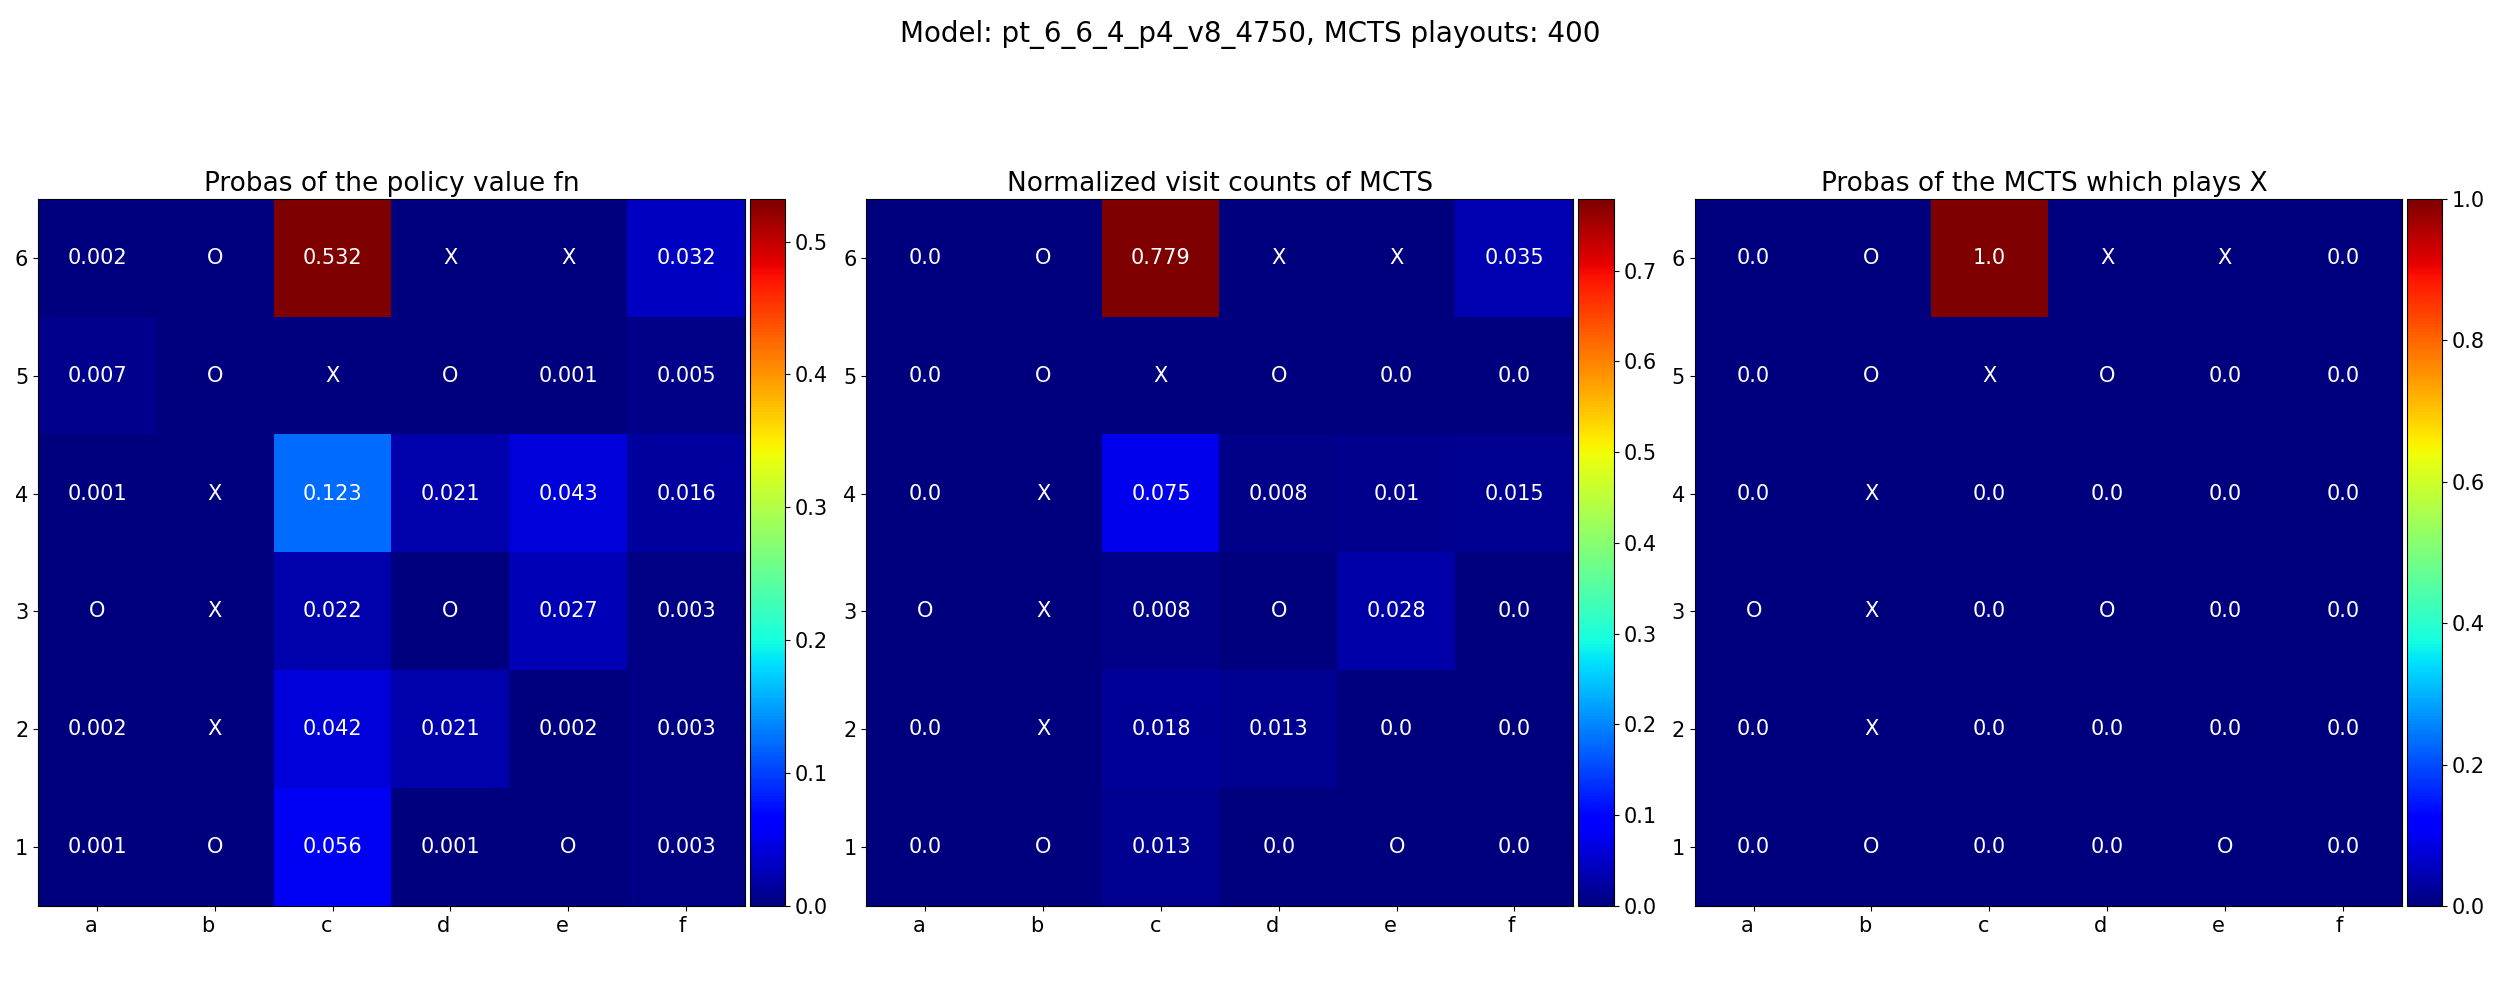 Model: pt_6_6_4_p4_v8_4750, MCTS playouts: 400
Probas of the policy value fn
6 0.002 O 0.532 X X 0.032
5 0.007 O X O 0.001 0.005
4 0.001 X 0.123 0.021 0.043 0.016
3 O X 0.022 O 0.027 0.003
2 0.002 X 0.042 0.021 0.002 0.003
1 0.001 O 0.056 0.001 O 0.003
a b c d e f
0.5
0.4
0.3
0.2
0.1
0.0
Normalized visit counts of MCTS
6 0.0 O 0.779 X X 0.035
5 0.0 O X O 0.0 0.0
4 0.0 X 0.075 0.008 0.01 0.015
3 O X 0.008 O 0.028 0.0
2 0.0 X 0.018 0.013 0.0 0.0
1 0.0 O 0.013 0.0 O 0.0
a b c d e f
0.7
0.6
0.5
0.4
0.3
0.2
0.1
0.0
Probas of the MCTS which plays X
6 0.0 O 1.0 X X 0.0
5 0.0 O X O 0.0 0.0
4 0.0 X 0.0 0.0 0.0 0.0
3 O X 0.0 O 0.0 0.0
2 0.0 X 0.0 0.0 0.0 0.0
1 0.0 O 0.0 0.0 O 0.0
a b c d e f
1.0
0.8
0.6
0.4
0.2
0.0